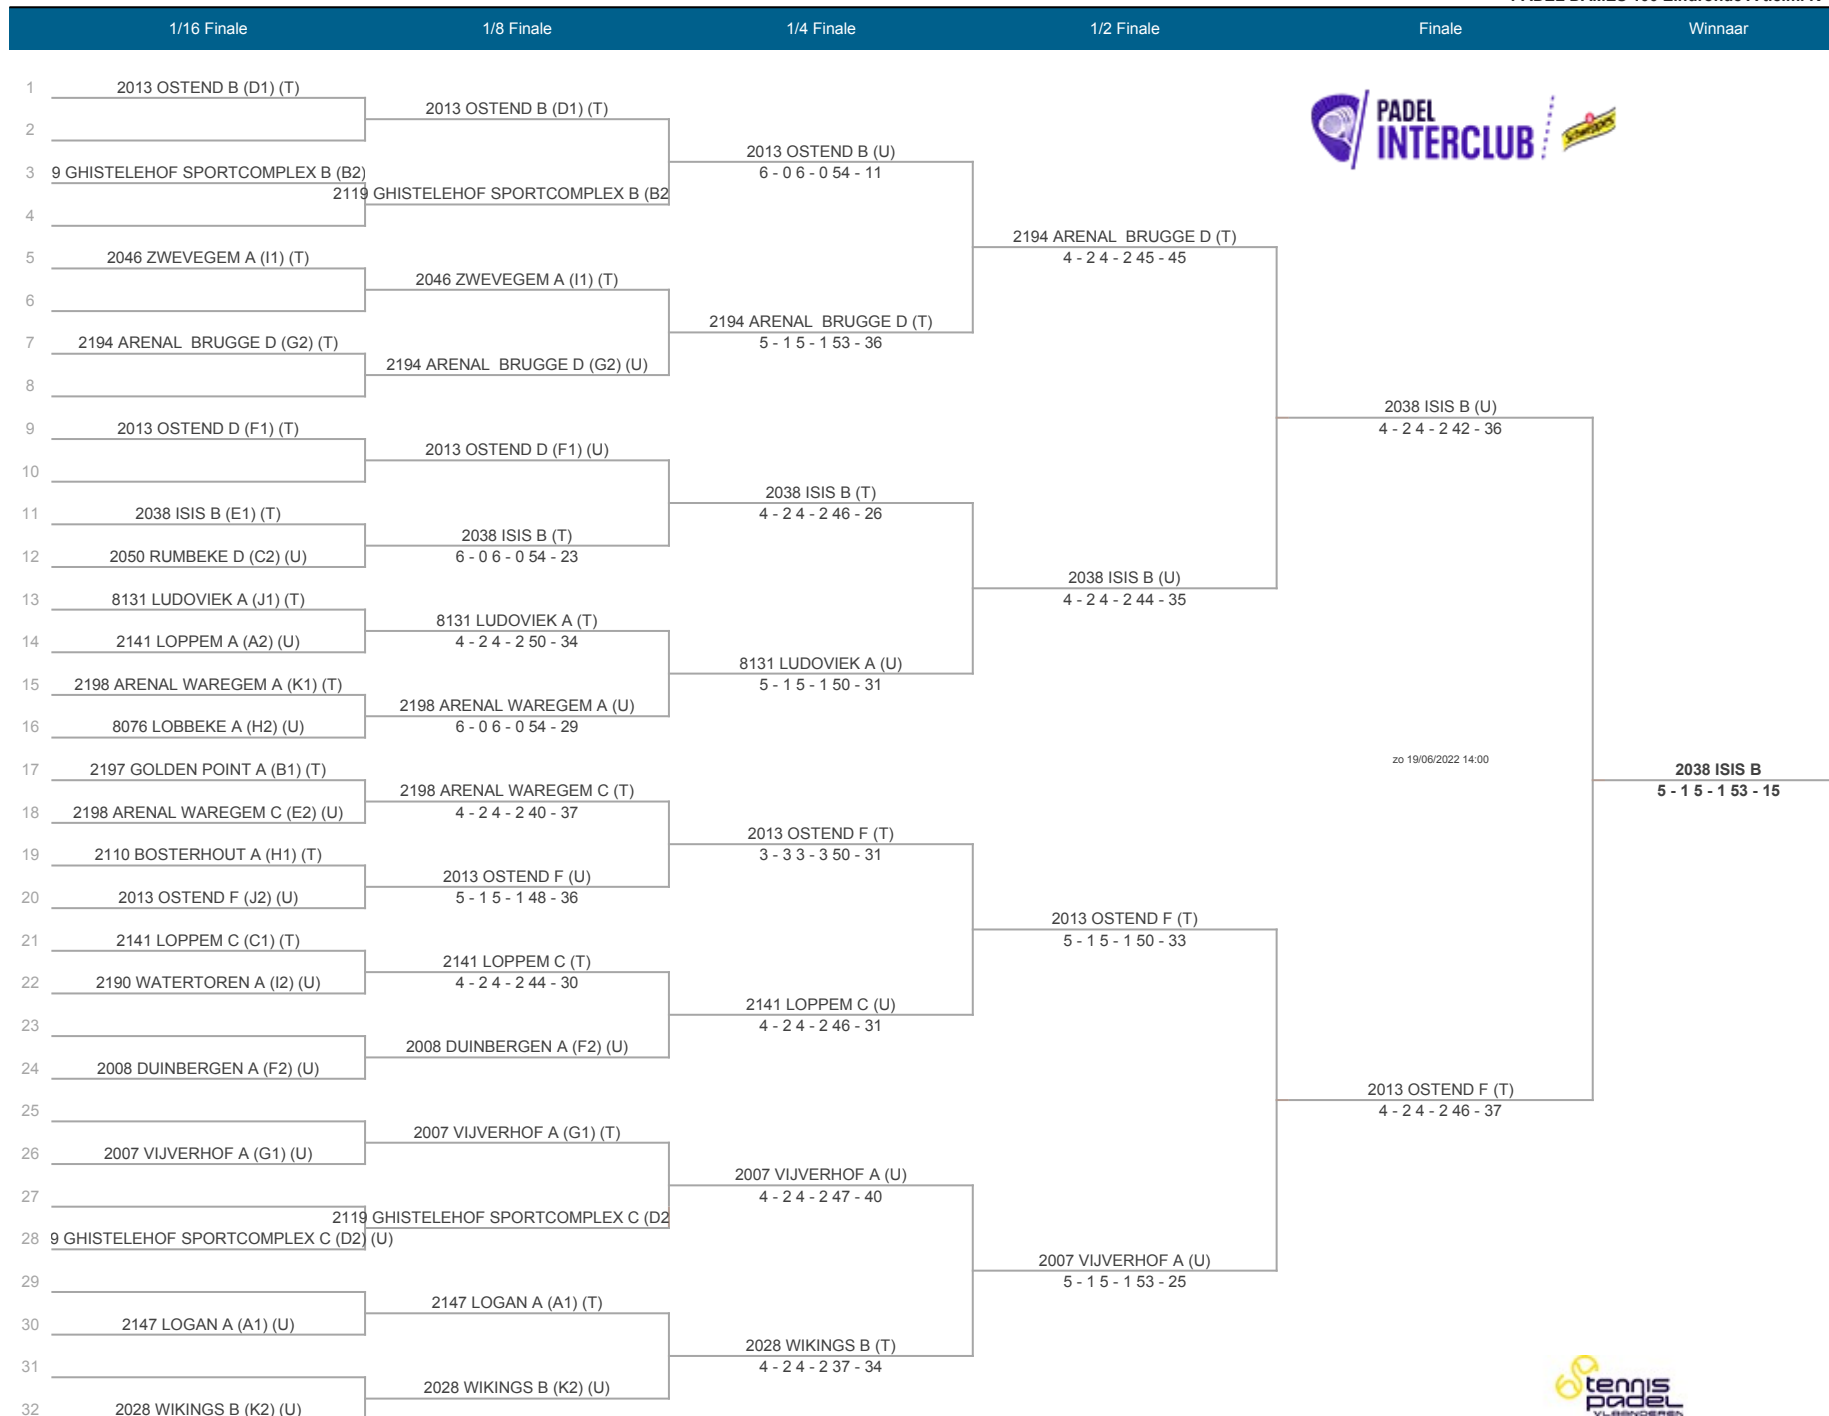 1/16 Finale 1/8 Finale 1/4 Finale 1/2 Finale Finale Winnaar
1 2013 OSTEND B (D1) (T)
2013 OSTEND B (D1) (T)
2
2013 OSTEND B (U)
3 9 GHISTELEHOF SPORTCOMPLEX B (B2)
6 - 0 6 - 0 54 - 11
2119 GHISTELEHOF SPORTCOMPLEX B (B2
4
2194 ARENAL BRUGGE D (T)
5 2046 ZWEVEGEM A (I1) (T)
4 - 2 4 - 2 45 - 45
2046 ZWEVEGEM A (I1) (T)
6
2194 ARENAL BRUGGE D (T)
7 2194 ARENAL BRUGGE D (G2) (T)
5 - 1 5 - 1 53 - 36
2194 ARENAL BRUGGE D (G2) (U)
8
2038 ISIS B (U)
9 2013 OSTEND D (F1) (T)
4 - 2 4 - 2 42 - 36
2013 OSTEND D (F1) (U)
10
2038 ISIS B (T)
11 2038 ISIS B (E1) (T)
4 - 2 4 - 2 46 - 26
2038 ISIS B (T)
12 2050 RUMBEKE D (C2) (U)
6 - 0 6 - 0 54 - 23
2038 ISIS B (U)
13 8131 LUDOVIEK A (J1) (T)
4 - 2 4 - 2 44 - 35
8131 LUDOVIEK A (T)
14 2141 LOPPEM A (A2) (U)
4 - 2 4 - 2 50 - 34
8131 LUDOVIEK A (U)
15 2198 ARENAL WAREGEM A (K1) (T)
5 - 1 5 - 1 50 - 31
2198 ARENAL WAREGEM A (U)
16 8076 LOBBEKE A (H2) (U)
6 - 0 6 - 0 54 - 29
zo 19/06/2022 14:00
17 2197 GOLDEN POINT A (B1) (T)
2038 ISIS B
5 - 1 5 - 1 53 - 15
2198 ARENAL WAREGEM C (T)
18 2198 ARENAL WAREGEM C (E2) (U)
4 - 2 4 - 2 40 - 37
2013 OSTEND F (T)
19 2110 BOSTERHOUT A (H1) (T)
3 - 3 3 - 3 50 - 31
2013 OSTEND F (U)
20 2013 OSTEND F (J2) (U)
5 - 1 5 - 1 48 - 36
2013 OSTEND F (T)
21 2141 LOPPEM C (C1) (T)
5 - 1 5 - 1 50 - 33
2141 LOPPEM C (T)
22 2190 WATERTOREN A (I2) (U)
4 - 2 4 - 2 44 - 30
2141 LOPPEM C (U)
23
4 - 2 4 - 2 46 - 31
2008 DUINBERGEN A (F2) (U)
24 2008 DUINBERGEN A (F2) (U)
2013 OSTEND F (T)
25
4 - 2 4 - 2 46 - 37
2007 VIJVERHOF A (G1) (T)
26 2007 VIJVERHOF A (G1) (U)
2007 VIJVERHOF A (U)
27
4 - 2 4 - 2 47 - 40
2119 GHISTELEHOF SPORTCOMPLEX C (D2
28 9 GHISTELEHOF SPORTCOMPLEX C (D2) (U)
2007 VIJVERHOF A (U)
29
5 - 1 5 - 1 53 - 25
2147 LOGAN A (A1) (T)
30 2147 LOGAN A (A1) (U)
2028 WIKINGS B (T)
31
4 - 2 4 - 2 37 - 34
2028 WIKINGS B (K2) (U)
32 2028 WIKINGS B (K2) (U)
PADEL
INTERCLUB
Schweppes
tennis
padel
VLAANDEREN